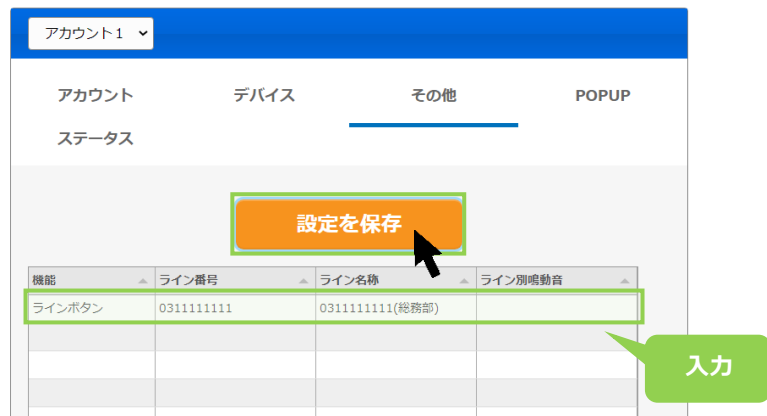 アカウント１
アカウント デバイス その他 POPUP
ステータス
設定を保存
機能 ライン番号 ライン名称 ライン別鳴動音
ラインボタン 0311111111 0311111111(総務部)
入力